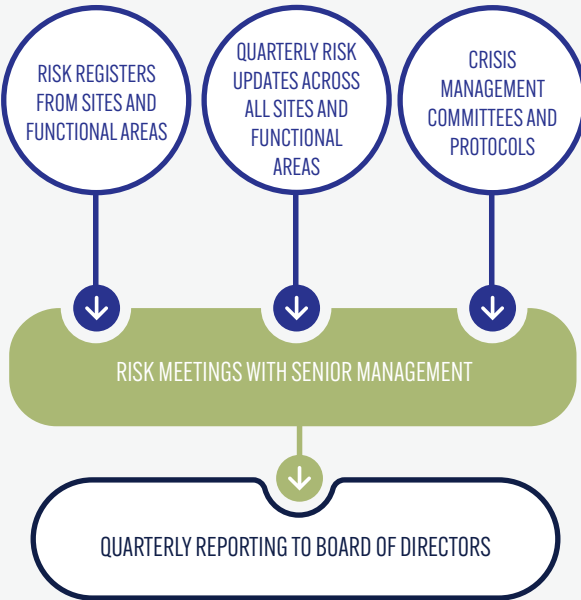 RISK REGISTERS
FROM SITES AND
FUNCTIONAL AREAS
QUARTERLY RISK
UPDATES ACROSS
ALL SITES AND
FUNCTIONAL
AREAS
CRISIS
MANAGEMENT
COMMITTEES AND
PROTOCOLS
RISK MEETINGS WITH SENIOR MANAGEMENT
QUARTERLY REPORTING TO BOARD OF DIRECTORS